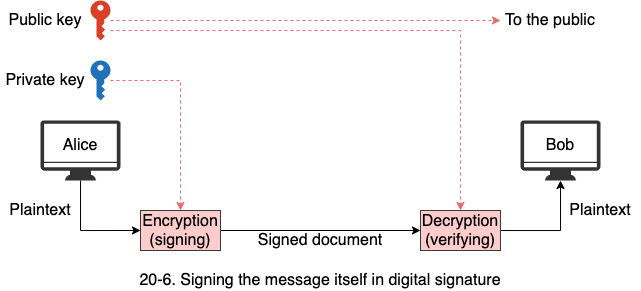 Public key
To the public
Private key
Alice
Bob
Plaintext
Encryption
(signing)
Signed document
Decryption
(verifying)
Plaintext
20-6. Signing the message itself in digital signature